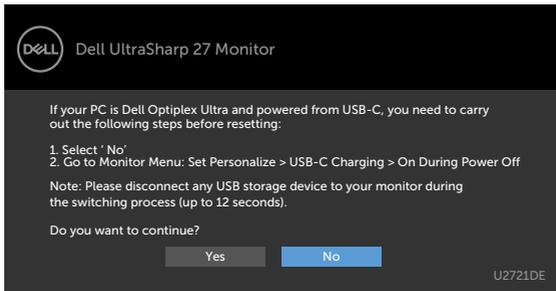 DELL
Dell UltraSharp 27 Monitor
If your PC is Dell Optiplex Ultra and powered from USB-C, you need to carry
out the following steps before resetting:
1. Select ‘ No’
2. Go to Monitor Menu: Set Personalize > USB-C Charging > On During Power Off
Note: Please disconnect any USB storage device to your monitor during
the switching process (up to 12 seconds).
Do you want to continue?
Yes
No
U2721DE